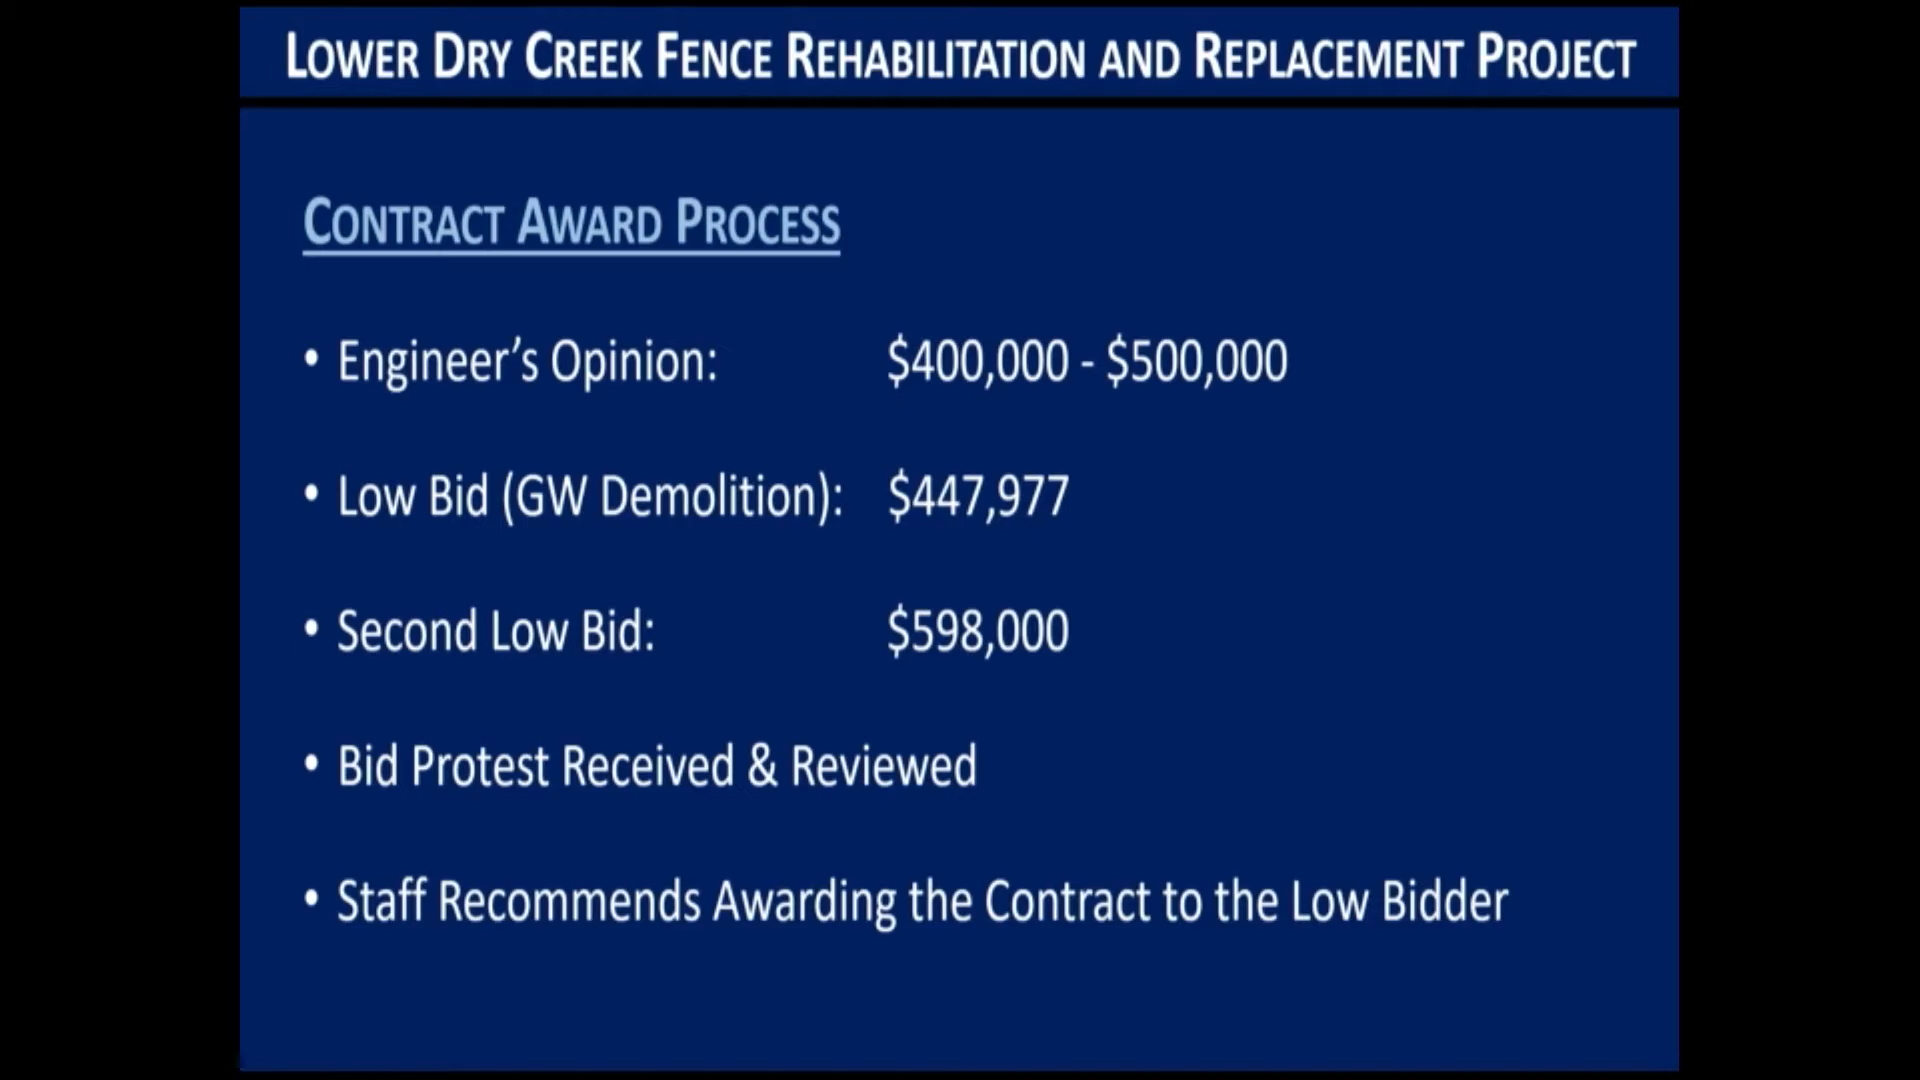 LOWER DRY CREEK FENCE REHABILITATION AND REPLACEMENT PROJECT
CONTRACT AWARD PROCESS
• Engineer’s Opinion: $400,000 - $500,000
• Low Bid (GW Demolition): $447,977
• Second Low Bid: $598,000
• Bid Protest Received & Reviewed
• Staff Recommends Awarding the Contract to the Low Bidder